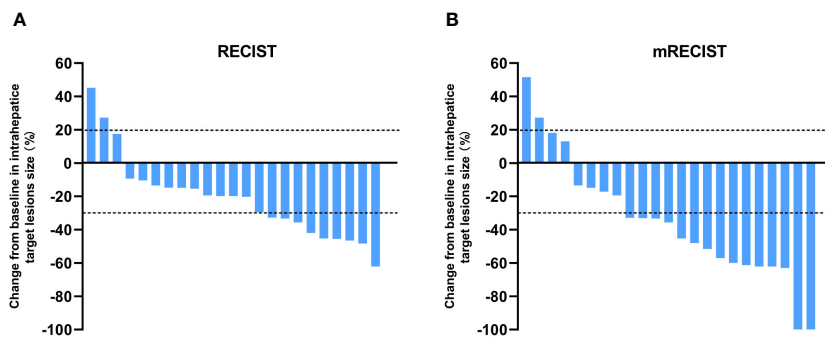 A
RECIST
Change from baseline in intrahepatice
target lesions size (%)
60
40
20
0
-20
-40
-60
-80
-100
B
mRECIST
Change from baseline in intrahepatice
target lesions size (%)
60
40
20
0
-20
-40
-60
-80
-100